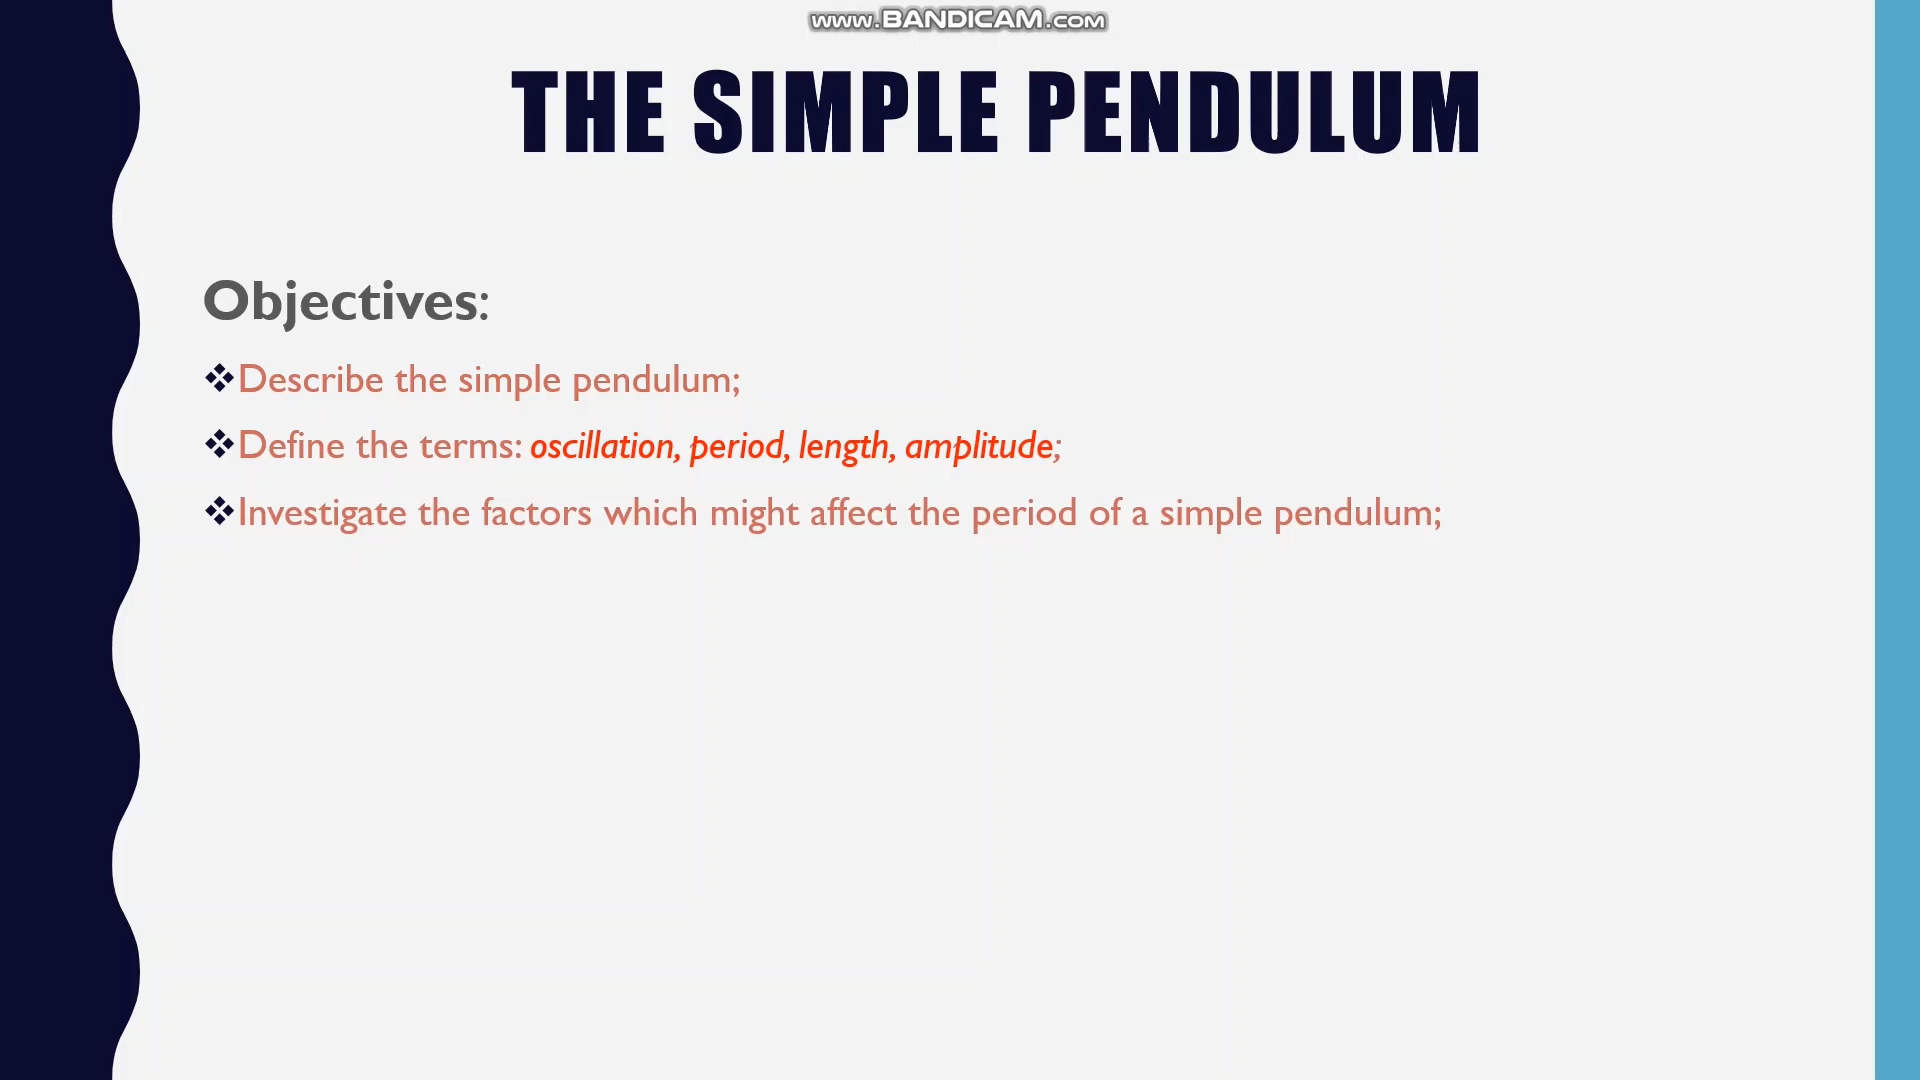 www.BANDICAM.com
THE SIMPLE PENDULUM
Objectives:
❖Describe the simple pendulum;
❖Define the terms: oscillation, period, length, amplitude;
❖Investigate the factors which might affect the period of a simple pendulum;